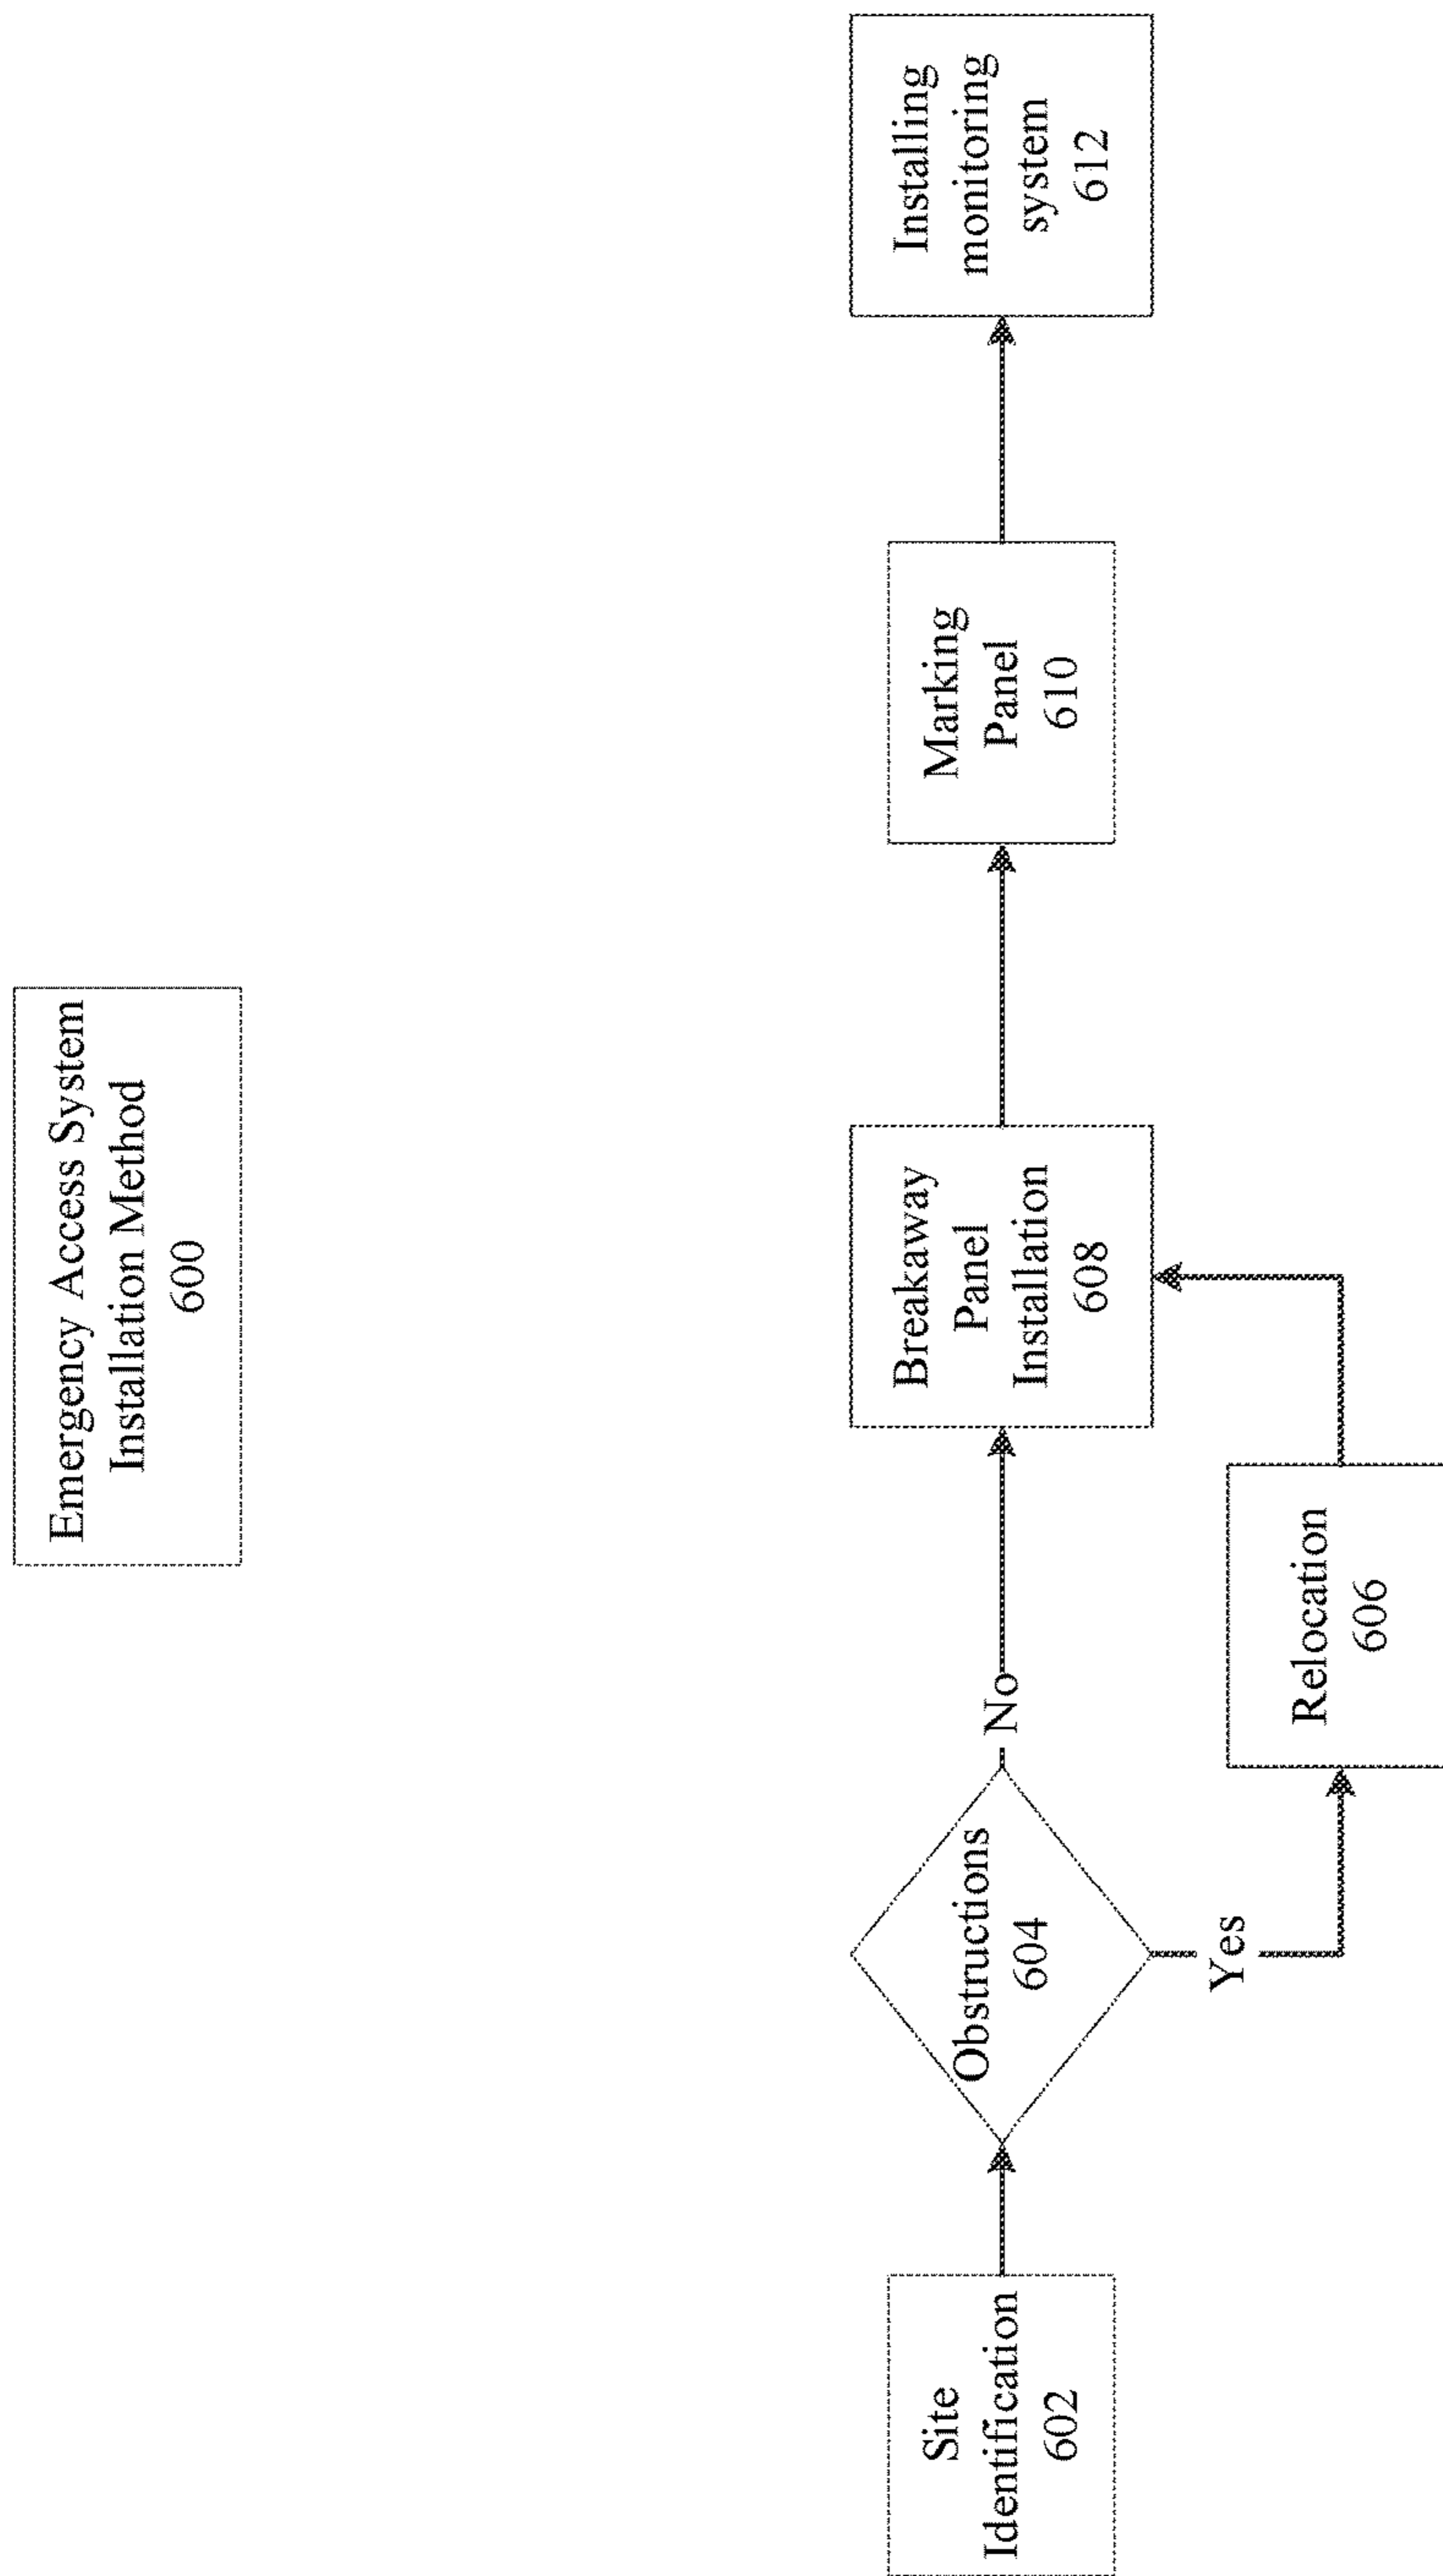 Emergency Access System
Installation Method
600
Site
Identification
602
Obstructions
604
No
Yes
Relocation
606
Breakaway
Panel
Installation
608
Marking
Panel
610
Installing
monitoring
system
612